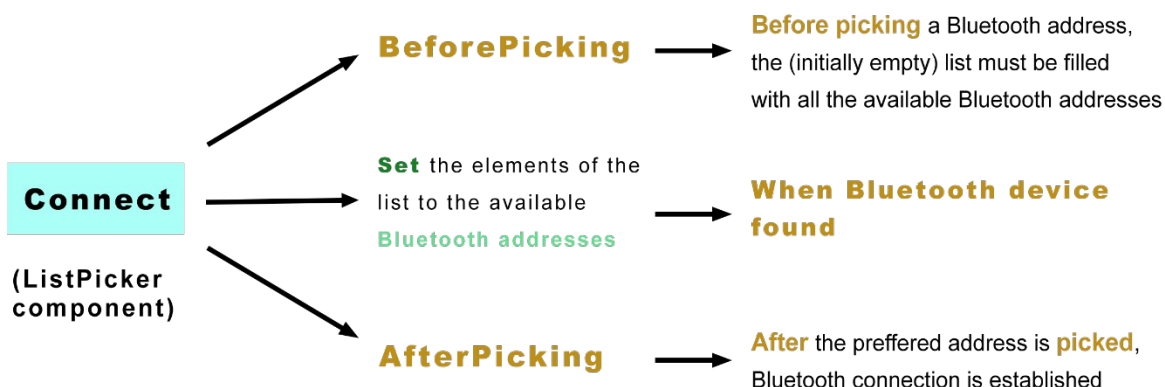 BeforePicking
Before picking a Bluetooth address,
the (initially empty) list must be filled
with all the available Bluetooth addresses
Connect
(ListPicker
component)
Set the elements of the
list to the available
Bluetooth addresses
When Bluetooth device
found
AfterPicking
After the preffered address is picked,
Bluetooth connection is established